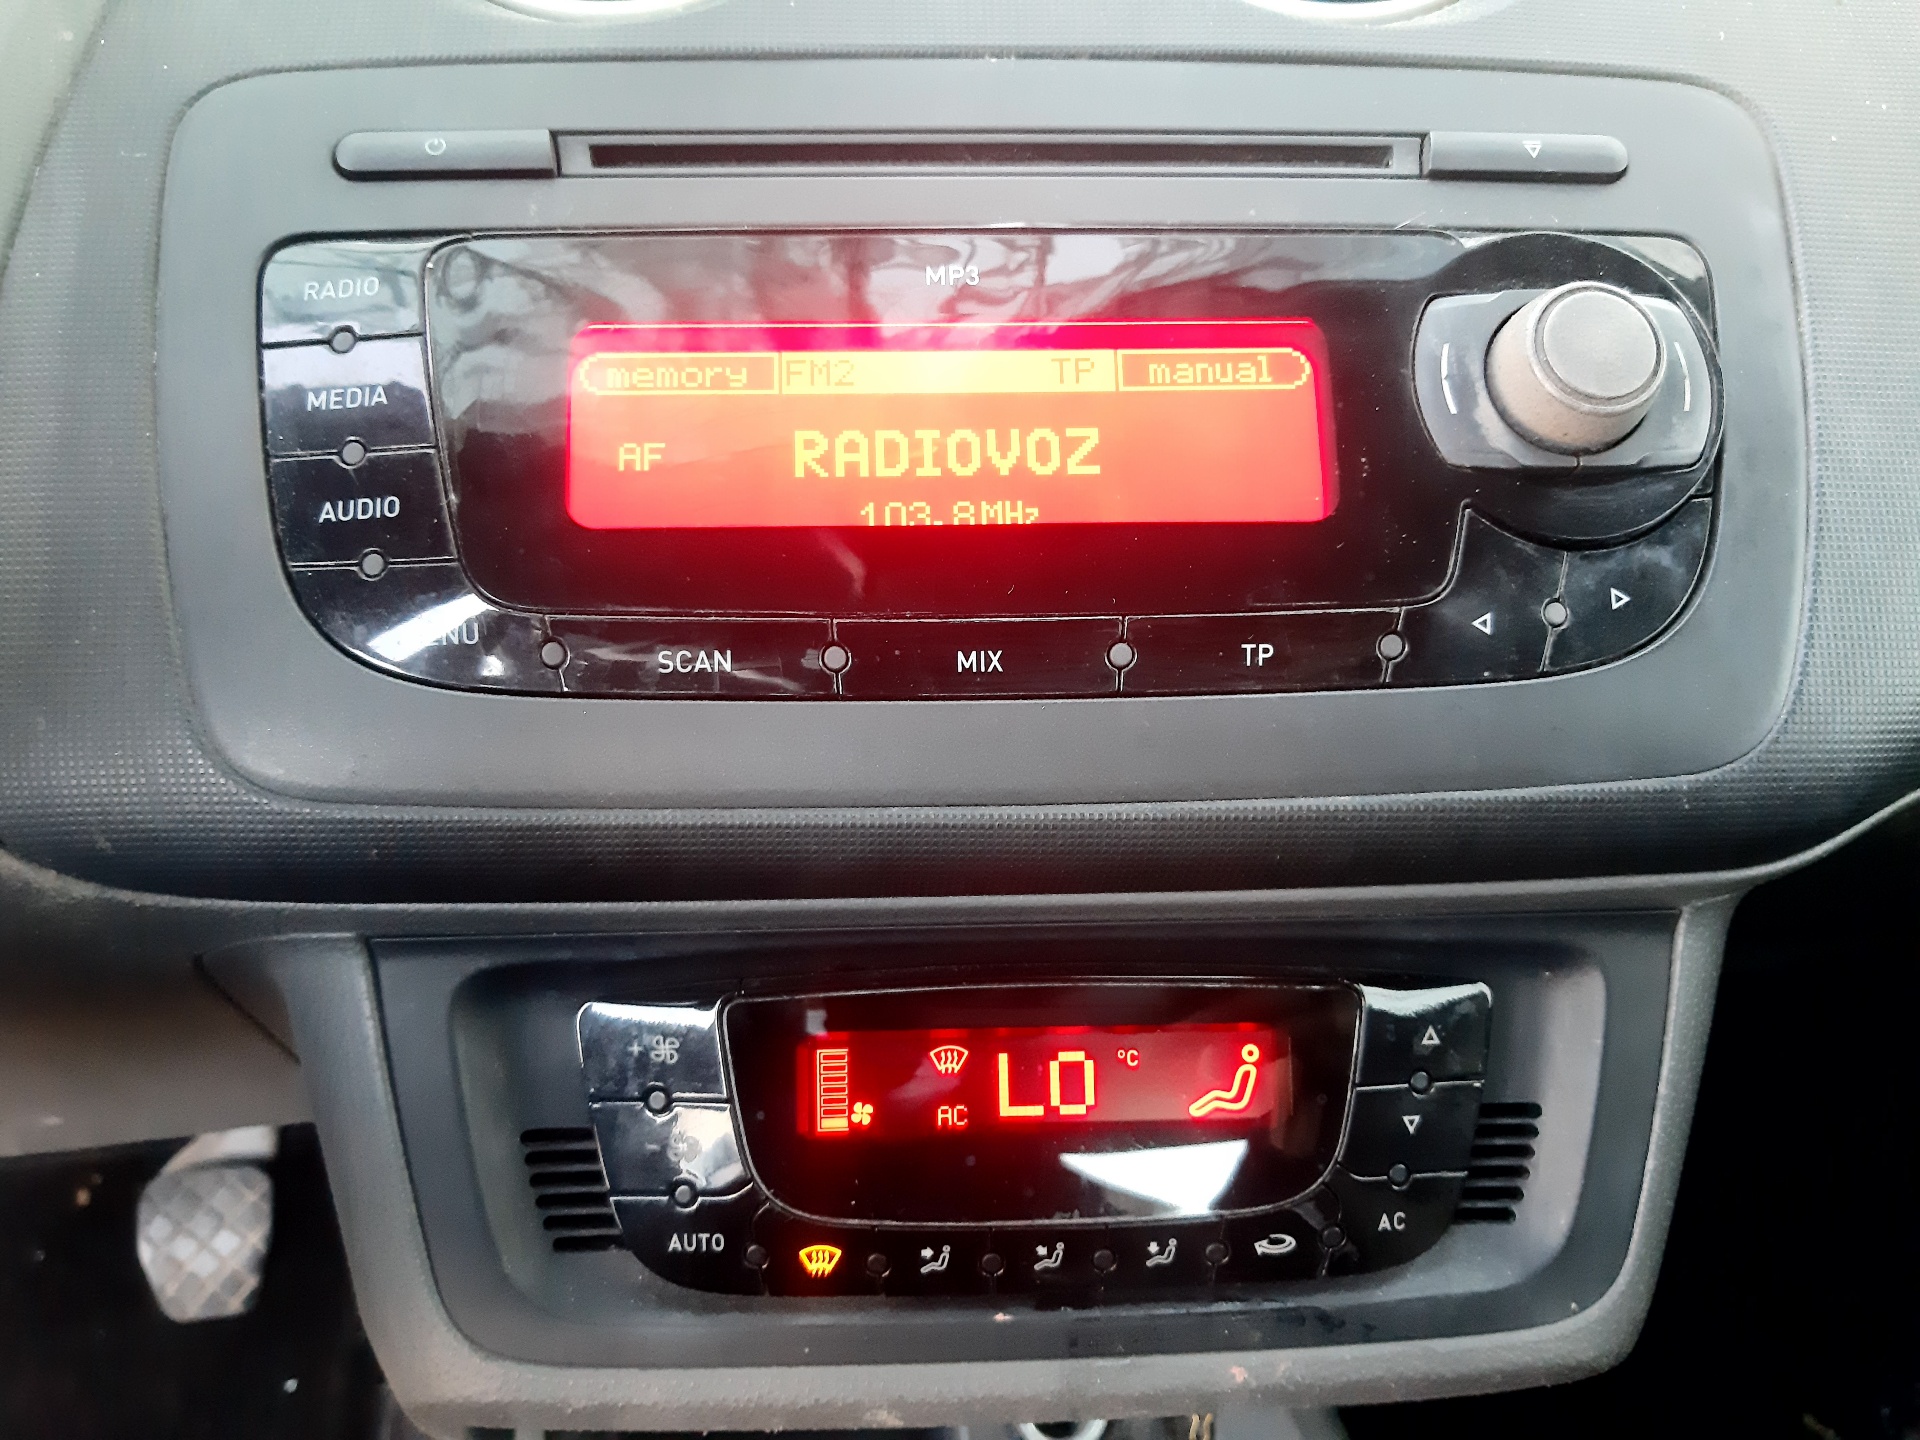 MP3
RADIO
MEDIA
AUDIO
MENU
memory FM2 TP manual
AF RADIOVOZ
103.8MHz
SCAN MIX TP
+
LO °C
AC
-
AUTO
AC